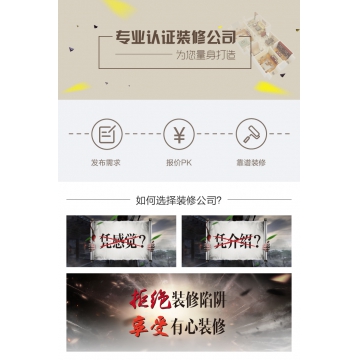 专业认证装修公司
为您量身打造
发布需求
¥
报价PK
靠谱装修
如何选择装修公司?
凭感觉?
凭介绍?
拒绝装修陷阱
享受有心装修